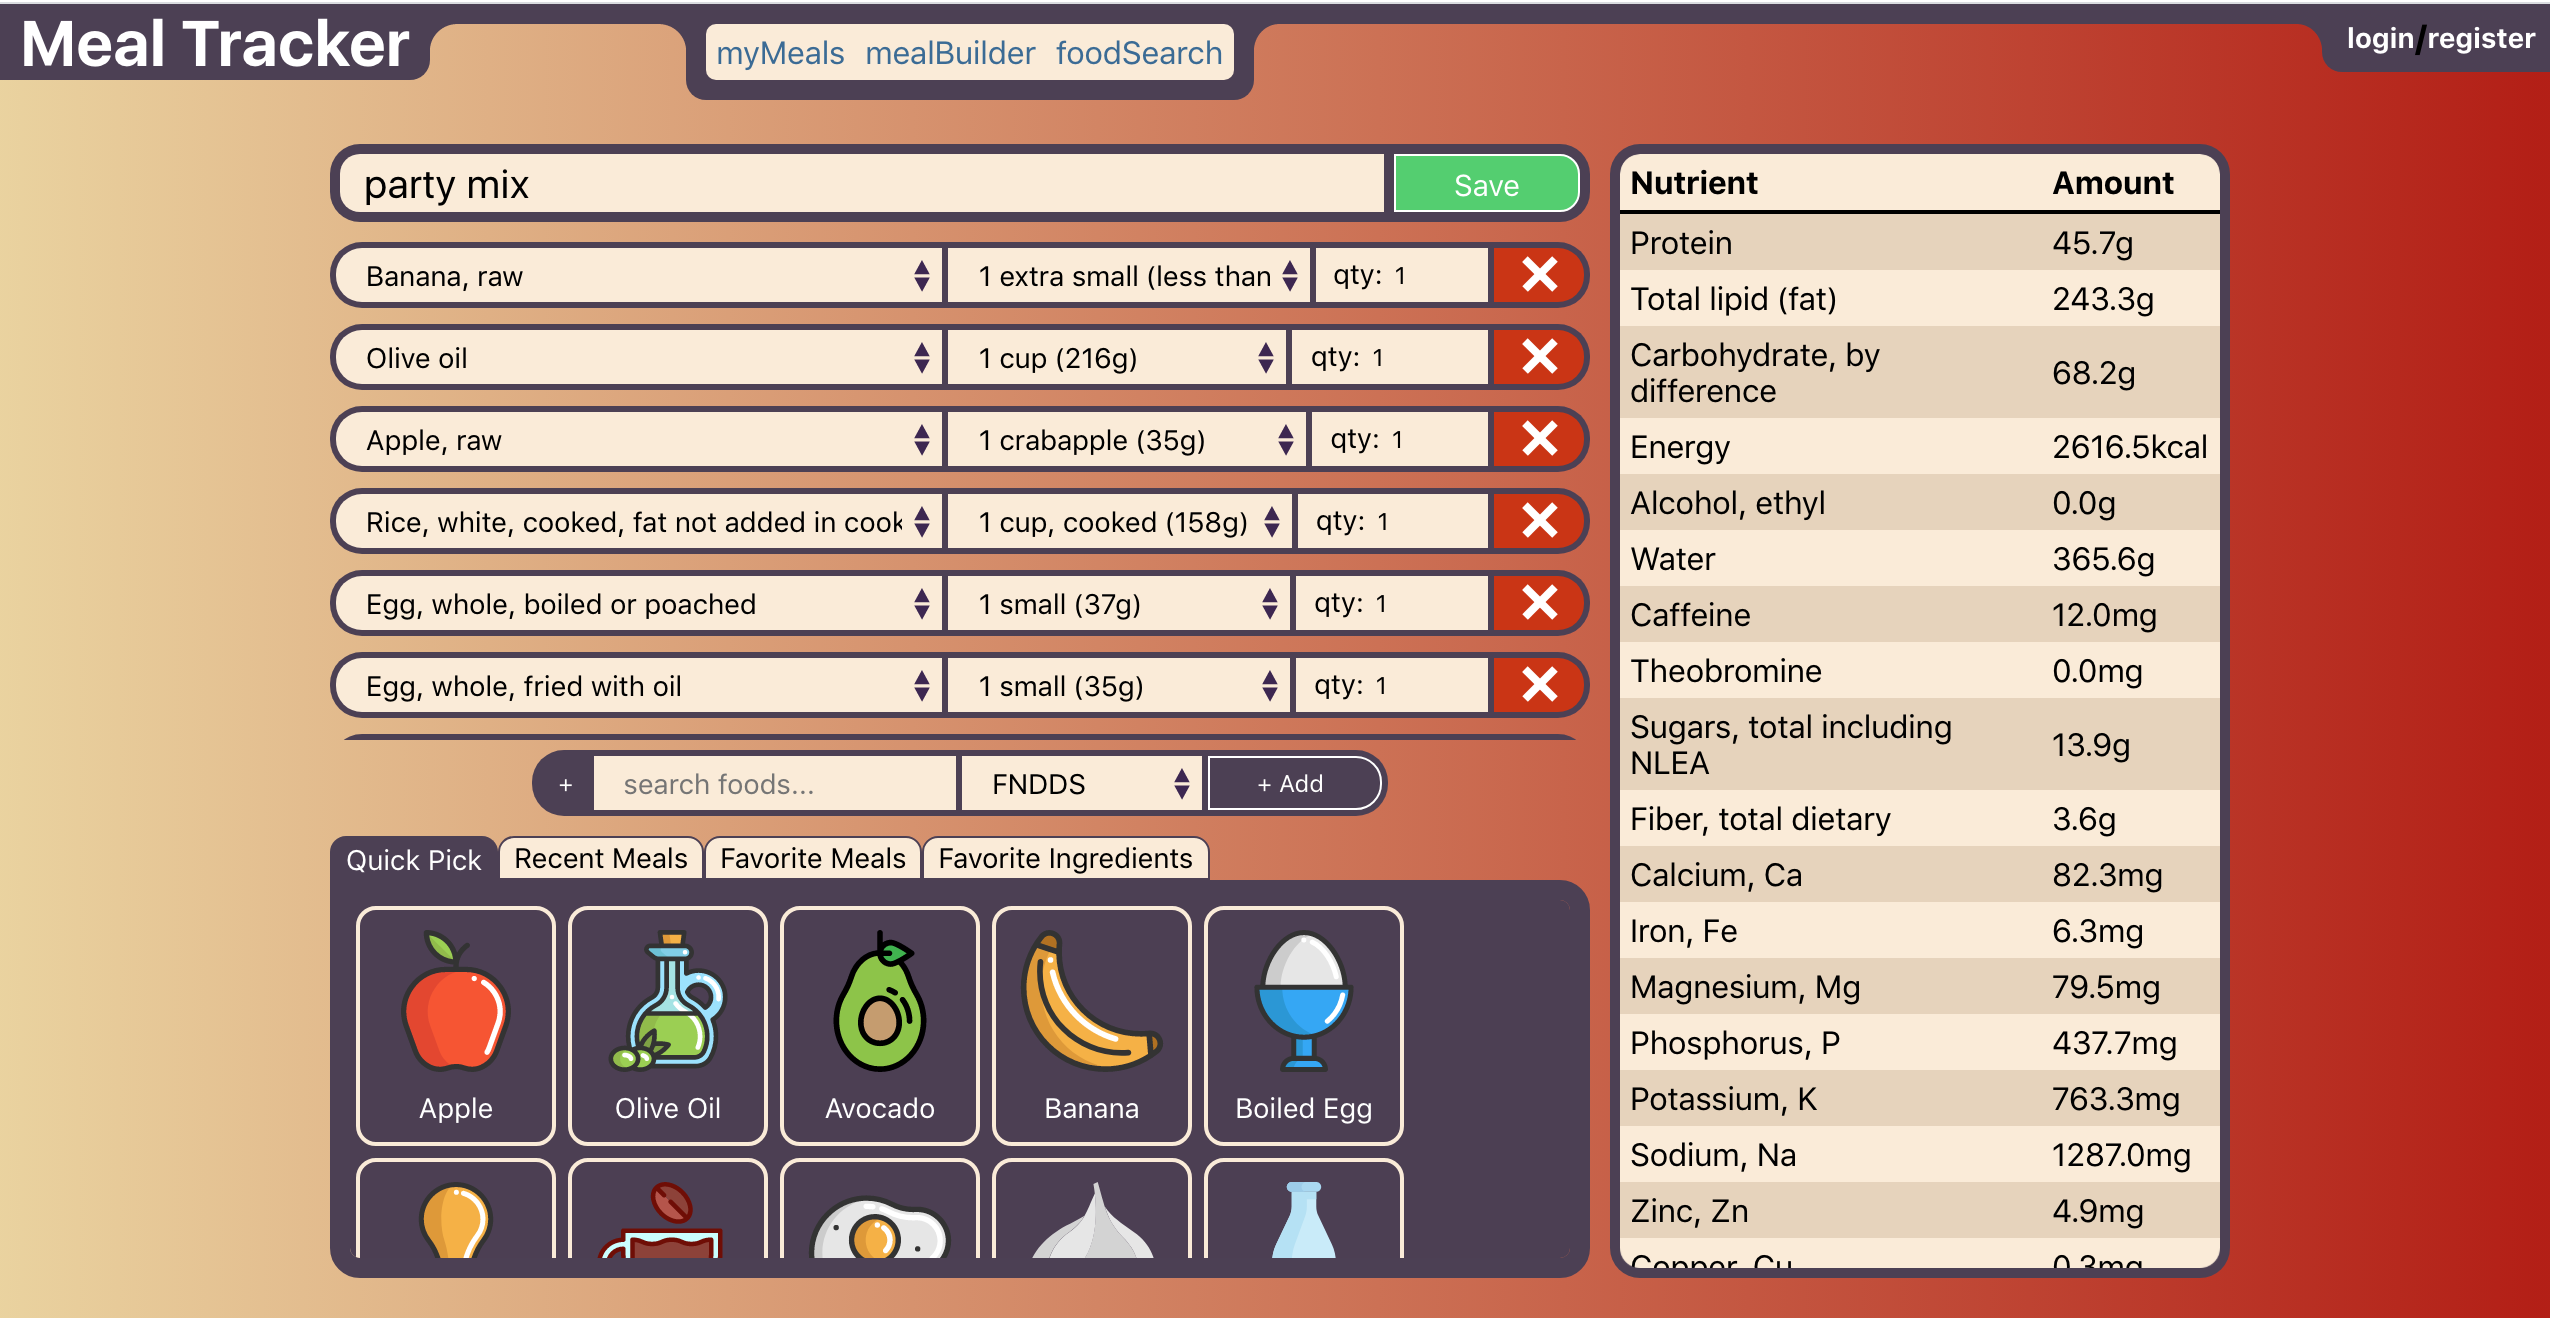 Meal Tracker
myMeals mealBuilder foodSearch
login/register
party mix
Save
Banana, raw
1 extra small (less than
qty: 1
Olive oil
1 cup (216g)
qty: 1
Apple, raw
1 crabapple (35g)
qty: 1
Rice, white, cooked, fat not added in cook
1 cup, cooked (158g)
qty: 1
Egg, whole, boiled or poached
1 small (37g)
qty: 1
Egg, whole, fried with oil
1 small (35g)
qty: 1
+
search foods...
FNDDS
+ Add
Quick Pick
Recent Meals
Favorite Meals
Favorite Ingredients
Apple
Olive Oil
Avocado
Banana
Boiled Egg
Nutrient Amount
Protein 45.7g
Total lipid (fat) 243.3g
Carbohydrate, by
difference
68.2g
Energy 2616.5kcal
Alcohol, ethyl 0.0g
Water 365.6g
Caffeine 12.0mg
Theobromine 0.0mg
Sugars, total including
NLEA
13.9g
Fiber, total dietary 3.6g
Calcium, Ca 82.3mg
Iron, Fe 6.3mg
Magnesium, Mg 79.5mg
Phosphorus, P 437.7mg
Potassium, K 763.3mg
Sodium, Na 1287.0mg
Zinc, Zn 4.9mg
Copper, Cu 0.3mg